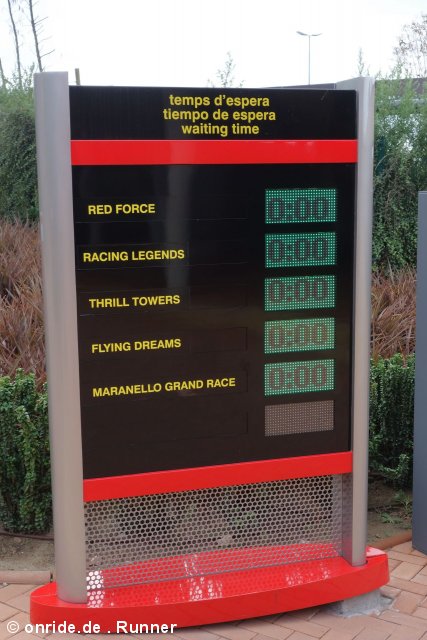 temps d'espera
tiempo de espera
waiting time
RED FORCE 0:00
RACING LEGENDS 0:00
THRILL TOWERS 0:00
FLYING DREAMS 0:00
MARANELLO GRAND RACE 0:00
© onride.de . Runner